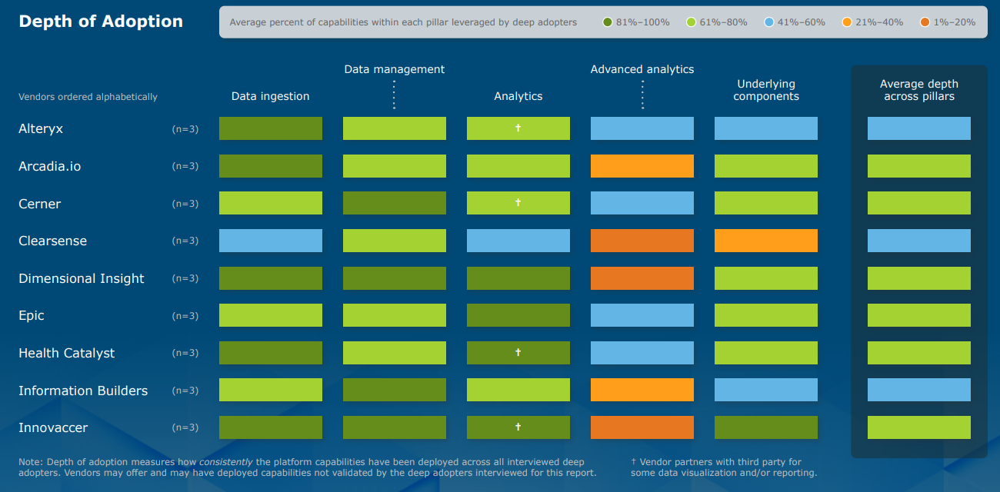 Depth of Adoption
Average percent of capabilities within each pillar leveraged by deep adopters
81%–100%
61%–80%
41%–60%
21%–40%
1%–20%
Vendors ordered alphabetically
Data ingestion
Data management
Analytics
Advanced analytics
Underlying
components
Average depth
across pillars
Alteryx (n=3) †
Arcadia.io (n=3)
Cerner (n=3) †
Clearsense (n=3)
Dimensional Insight (n=3)
Epic (n=3)
Health Catalyst (n=3) †
Information Builders (n=3)
Innovaccer (n=3) †
Note: Depth of adoption measures how consistently the platform capabilities have been deployed across all interviewed deep
adopters. Vendors may offer and may have deployed capabilities not validated by the deep adopters interviewed for this report.
† Vendor partners with third party for
some data visualization and/or reporting.